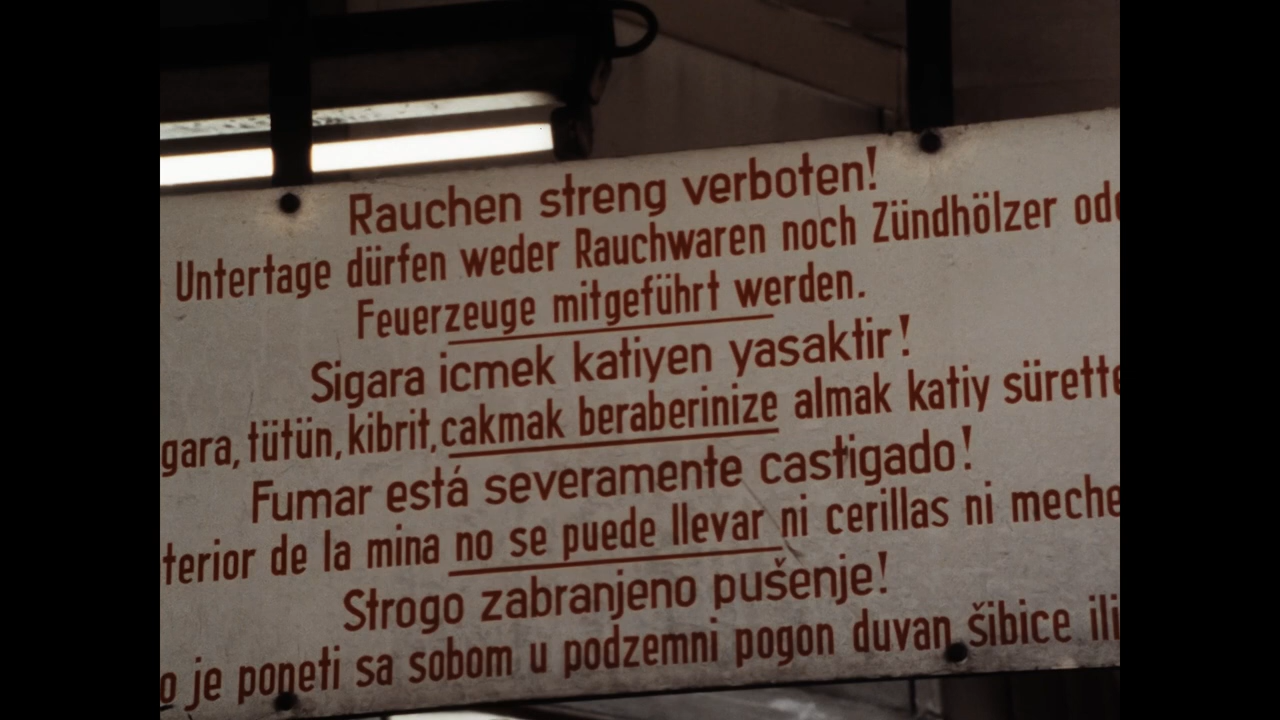 Rauchen streng verboten!
Untertage dürfen weder Rauchwaren noch Zündhölzer ode
Feuerzeuge mitgeführt werden.
Sigara icmek katiyen yasaktir!
gara, tütün, kibrit, cakmak beraberinize almak katiy sürette
Fumar está severamente castigado!
terior de la mina no se puede llevar ni cerillas ni meche
Strogo zabranjeno pušenje!
o je poneti sa sobom u podzemni pogon duvan šibice ili